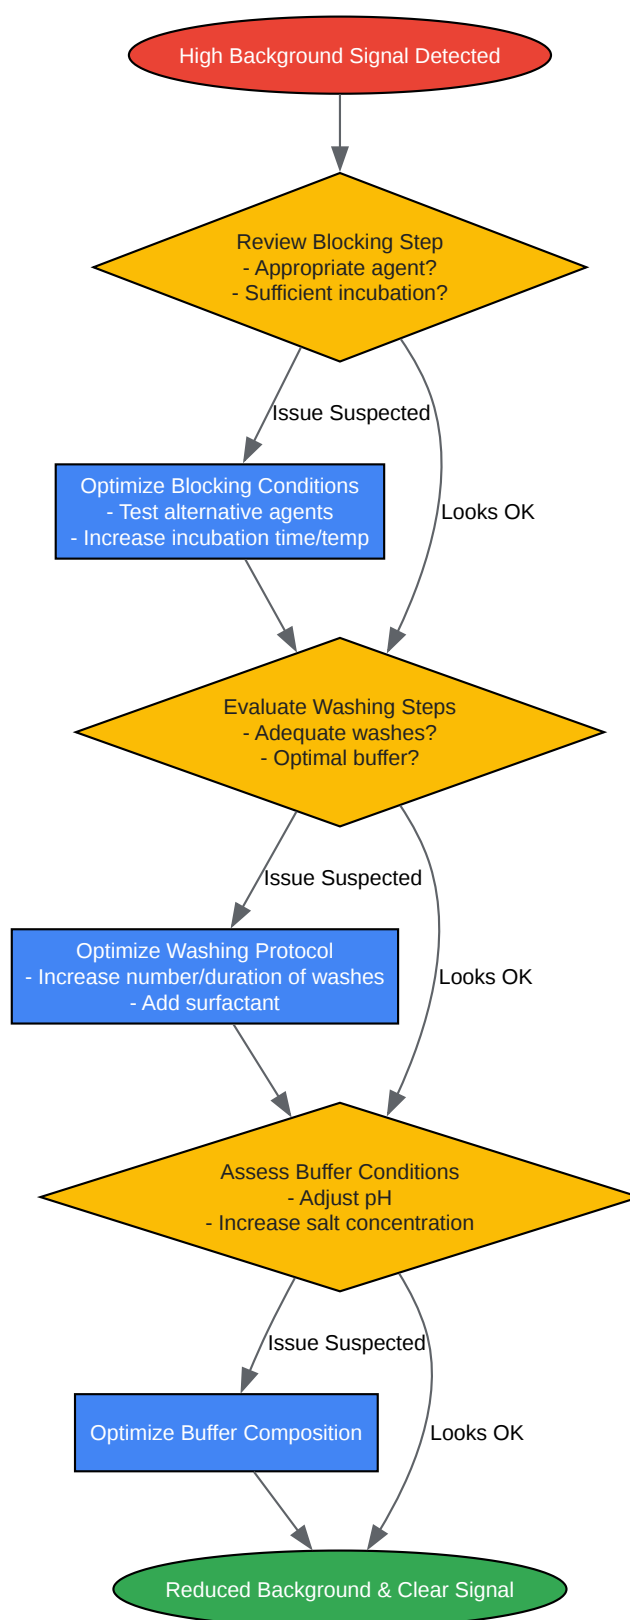 High Background Signal Detected
Review Blocking Step
- Appropriate agent?
- Sufficient incubation?
Issue Suspected
Optimize Blocking Conditions
- Test alternative agents
- Increase incubation time/temp
Looks OK
Evaluate Washing Steps
- Adequate washes?
- Optimal buffer?
Issue Suspected
Optimize Washing Protocol
- Increase number/duration of washes
- Add surfactant
Looks OK
Assess Buffer Conditions
- Adjust pH
- Increase salt concentration
Issue Suspected
Optimize Buffer Composition
Looks OK
Reduced Background & Clear Signal